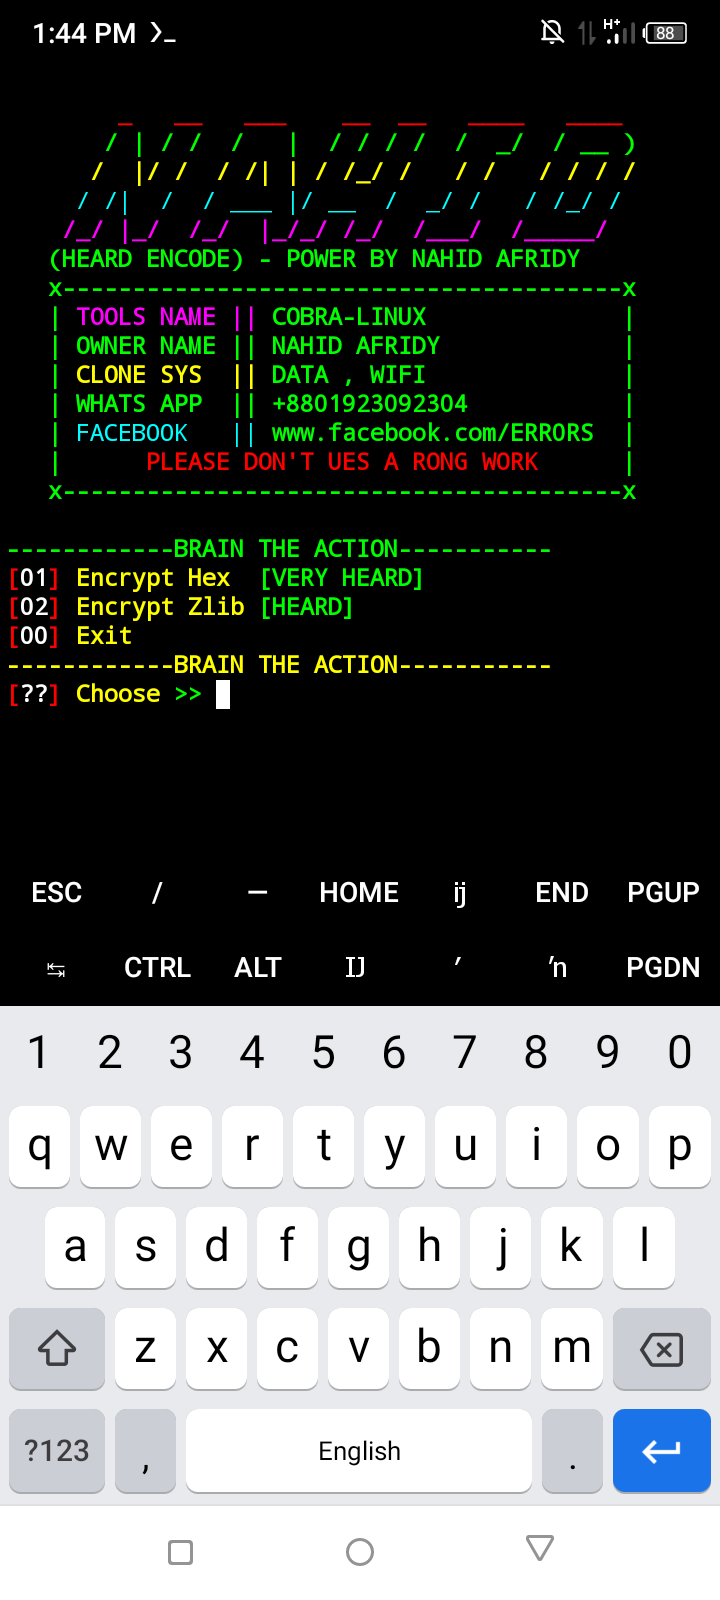 1:44 PM
H+
88
(HEARD ENCODE) - POWER BY NAHID AFRIDY
x----------------------------------------x
| TOOLS NAME || COBRA-LINUX |
| OWNER NAME || NAHID AFRIDY |
| CLONE SYS || DATA , WIFI |
| WHATS APP || +8801923092304 |
| FACEBOOK || www.facebook.com/ERR0RS |
| PLEASE DON'T UES A RONG WORK |
x----------------------------------------x
------------BRAIN THE ACTION-----------
[01] Encrypt Hex [VERY HEARD]
[02] Encrypt Zlib [HEARD]
[00] Exit
------------BRAIN THE ACTION-----------
[??] Choose >>
ESC / — HOME ij END PGUP
CTRL ALT IJ ʹ ŉ PGDN
1 2 3 4 5 6 7 8 9 0
q w e r t y u i o p
a s d f g h j k l
z x c v b n m
?123 , English .